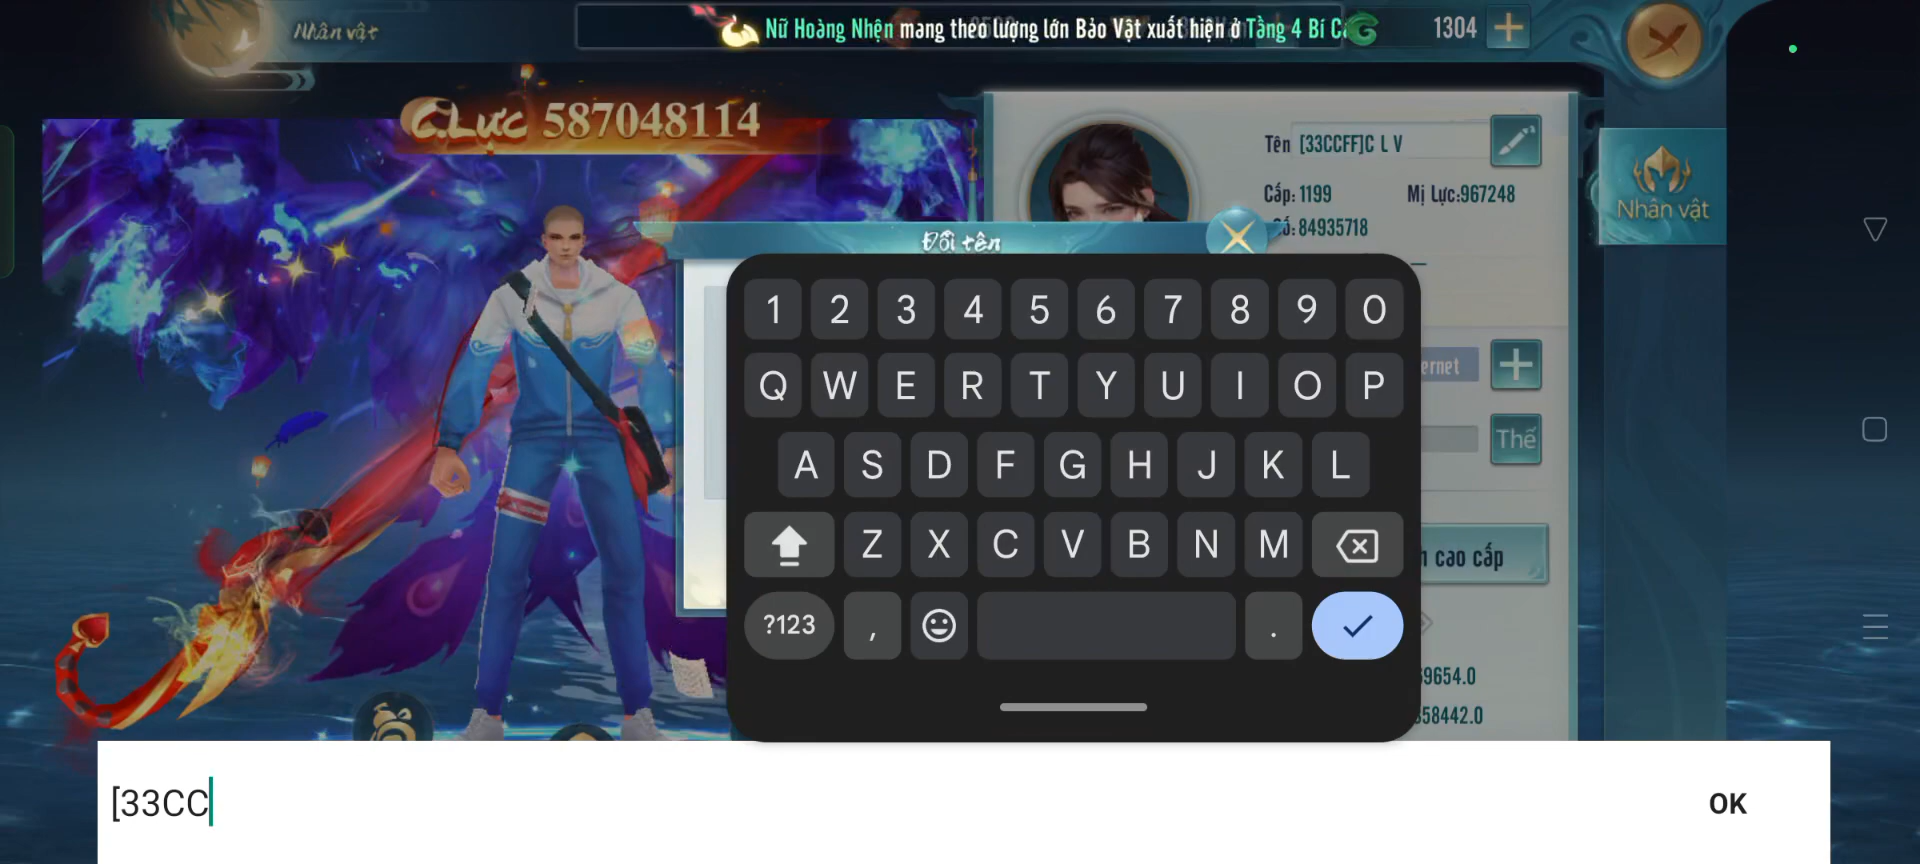 Nhân vật
Nữ Hoàng Nhện mang theo lượng lớn Bảo Vật xuất hiện ở Tầng 4 Bí C
1304
C.Lực 587048114
Tên [33CCFF]C L V
Cấp: 1199 Mị Lực:967248
Số: 84935718
Nhân vật
Đổi tên
1 2 3 4 5 6 7 8 9 0
Q W E R T Y U I O P
A S D F G H J K L
Z X C V B N M
?123 , .
ernet
Thế
cao cấp
9654.0
58442.0
[33CC
OK